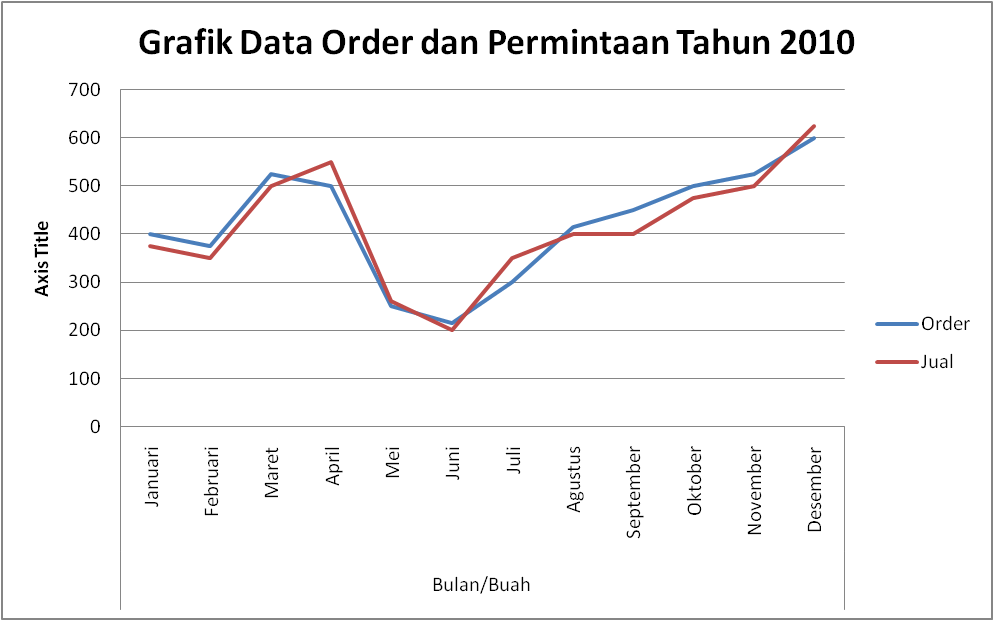 Grafik Data Order dan Permintaan Tahun 2010
700
600
500
400
300
200
100
0
Axis Title
Januari
Februari
Maret
April
Mei
Juni
Juli
Agustus
September
Oktober
November
Desember
Bulan/Buah
Order
Jual